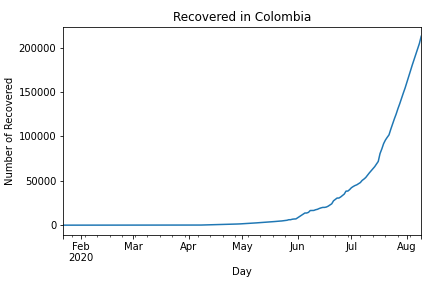 Recovered in Colombia
Number of Recovered
200000
150000
100000
50000
0
Feb Mar Apr May Jun Jul Aug
2020
Day